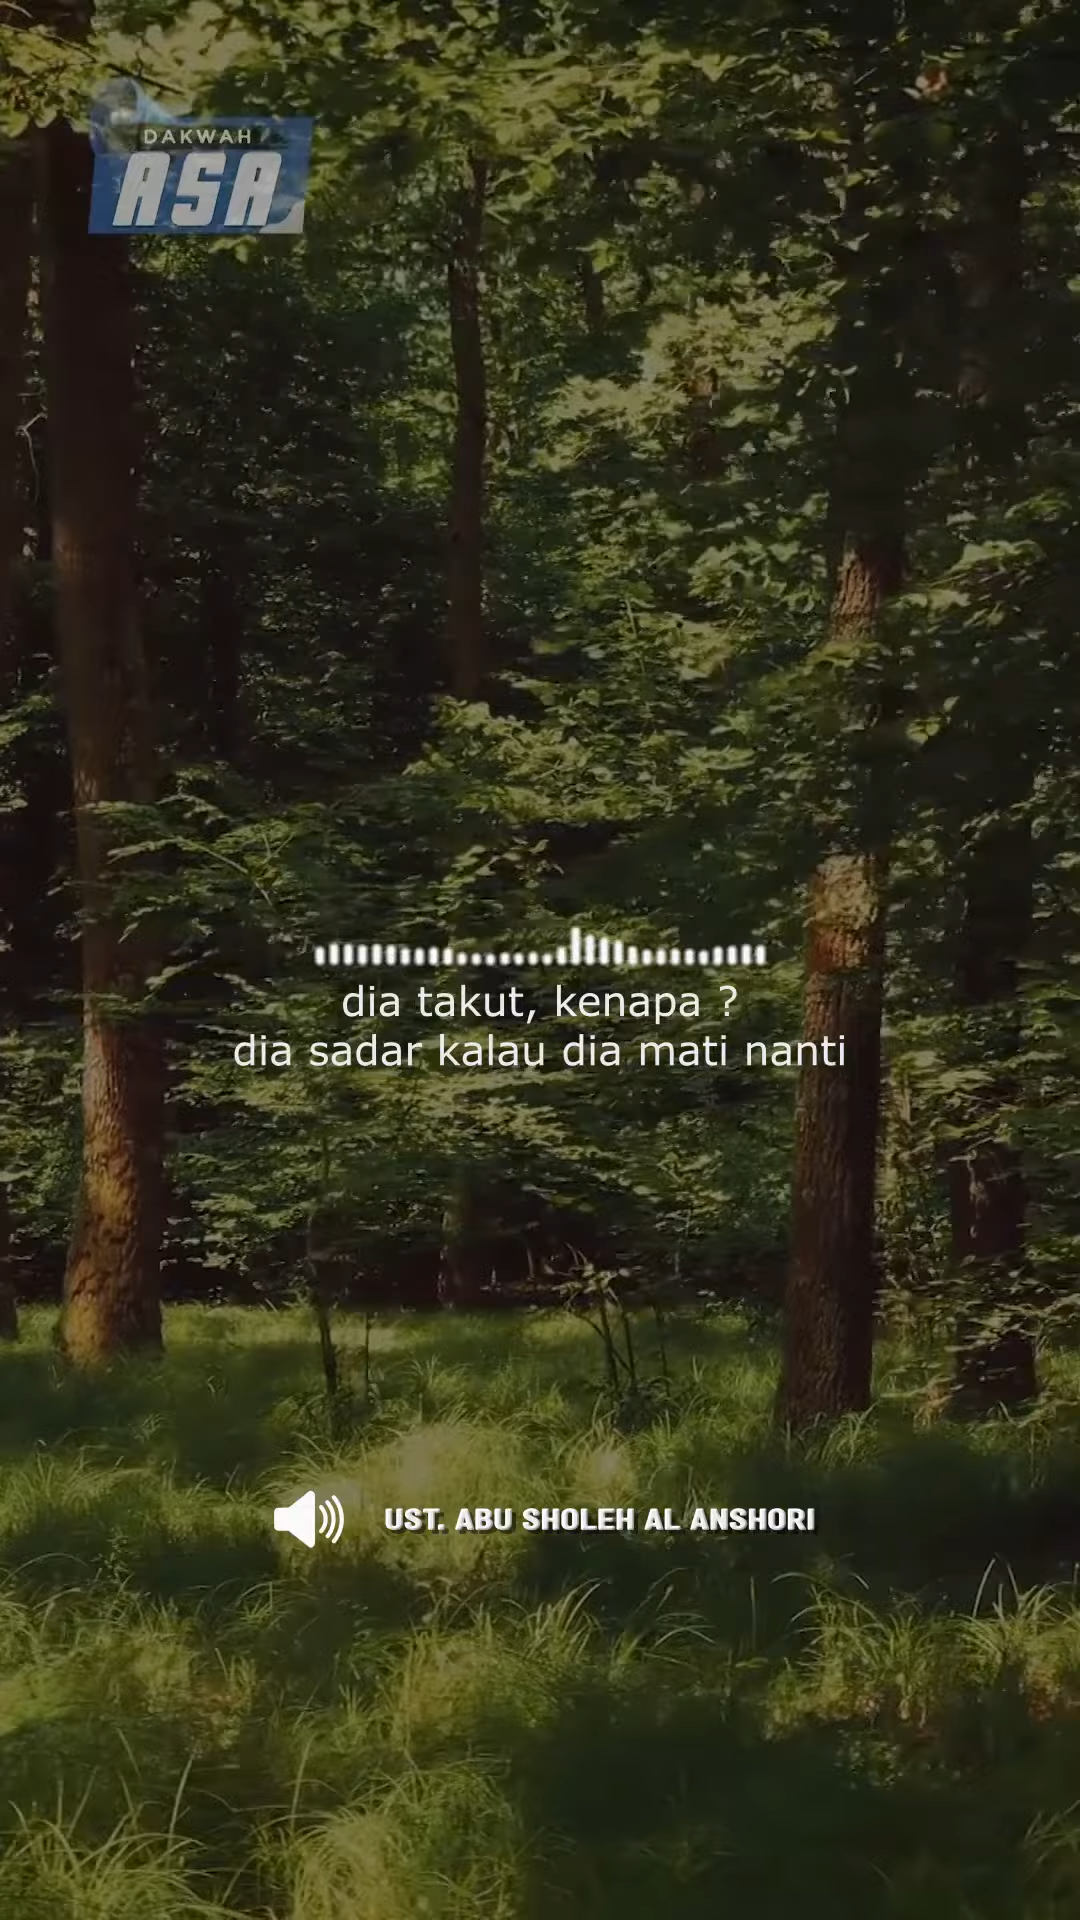 DAKWAH
ASA
dia takut, kenapa ?
dia sadar kalau dia mati nanti
UST. ABU SHOLEH AL ANSHORI